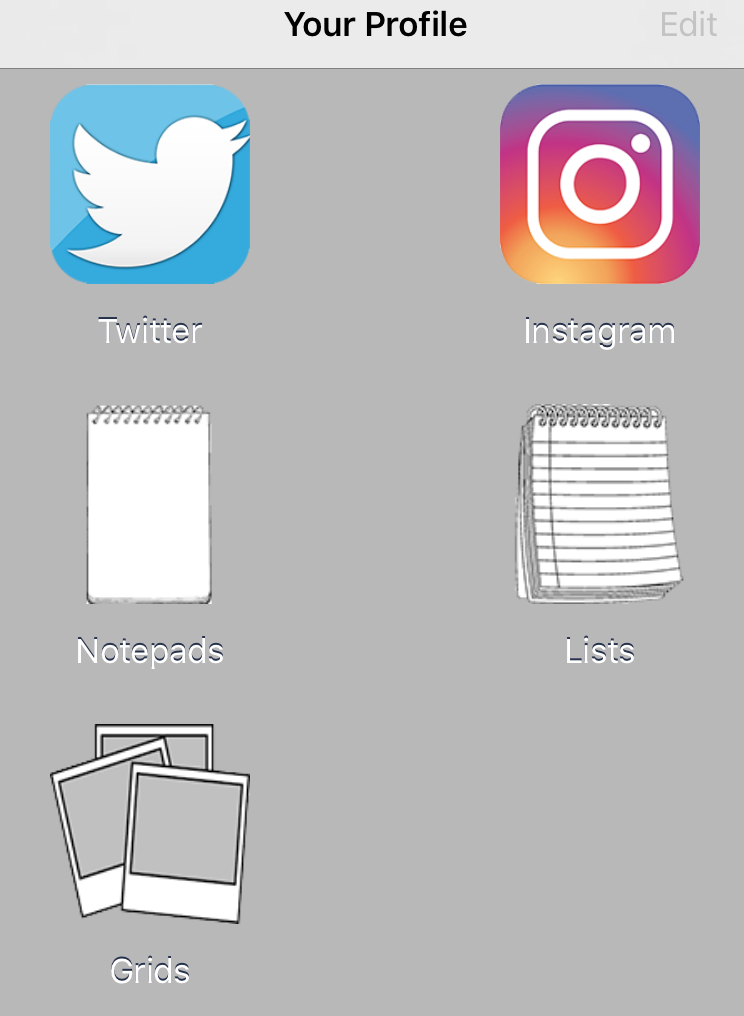 Your Profile Edit
Twitter Instagram
Notepads Lists
Grids